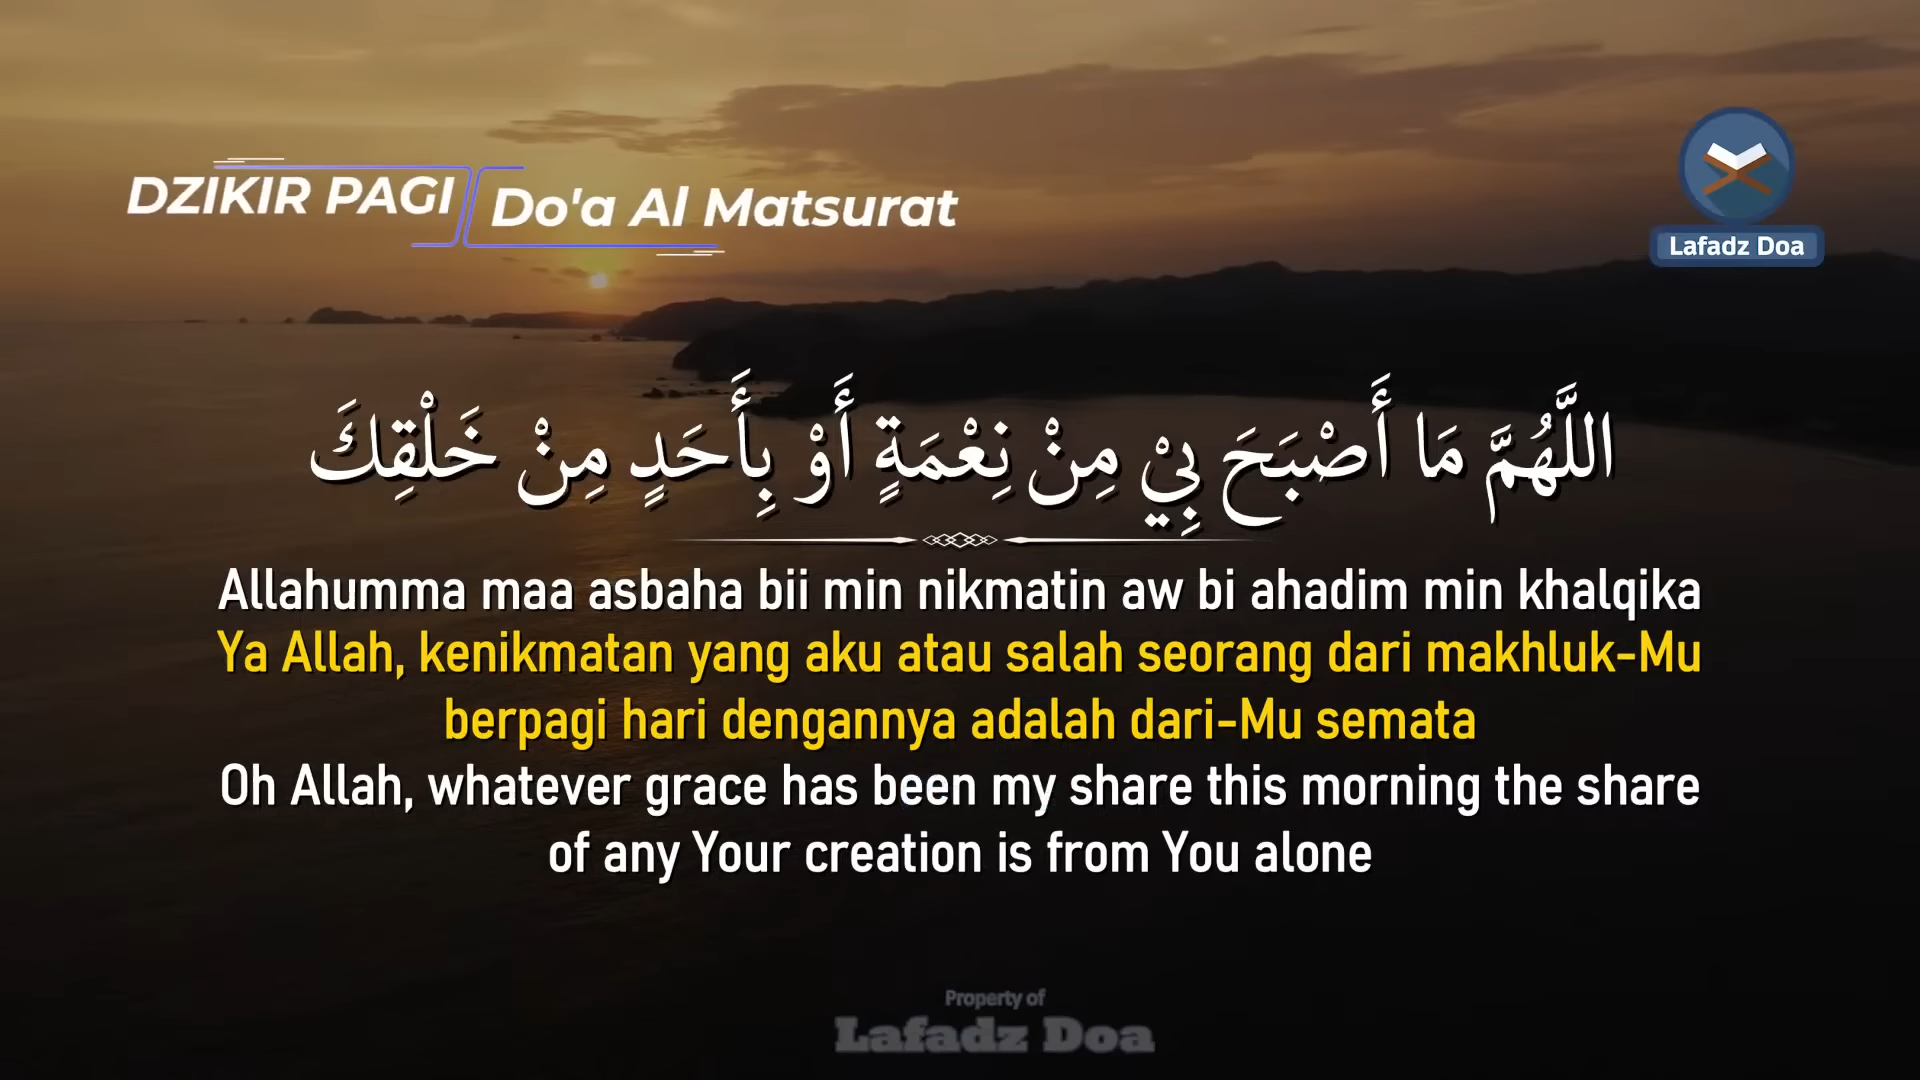 DZIKIR PAGI
Do'a Al Matsurat
Lafadz Doa
اللَّهُمَّ مَا أَصْبَحَ بِيْ مِنْ نِعْمَةٍ أَوْ بِأَحَدٍ مِنْ خَلْقِكَ
Allahumma maa asbaha bii min nikmatin aw bi ahadim min khalqika
Ya Allah, kenikmatan yang aku atau salah seorang dari makhluk-Mu
berpagi hari dengannya adalah dari-Mu semata
Oh Allah, whatever grace has been my share this morning the share
of any Your creation is from You alone
Property of
Lafadz Doa